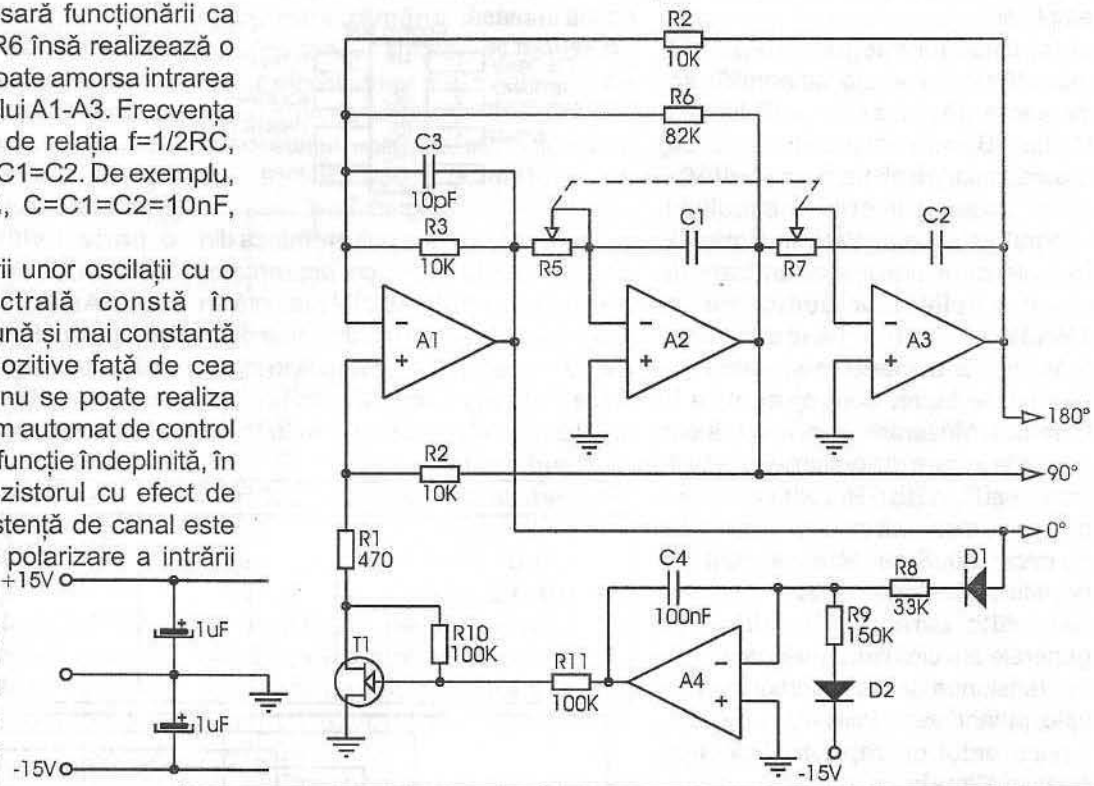 sară funcționării ca
R6 însă realizează o
oate amorsa intrarea
lui A1-A3. Frecvența
de relația f=1/2RC,
C1=C2. De exemplu,
, C=C1=C2=10nF,
rii unor oscilații cu o
ctrală constă în
ună și mai constantă
ozitive față de cea
nu se poate realiza
m automat de control
funcție îndeplinită, în
zistorul cu efect de
stență de canal este
polarizare a intrării
R2
10K
R6
82K
C3
10pF
R3
10K
R5
C1
R7
C2
A1
+
-
A2
+
-
A3
+
180°
R2
10K
90°
0°
R1
470
C4
100nF
R8
33K
D1
R9
150K
D2
-15V
-
A4
+
R10
100K
R11
100K
T1
+15V
+
1uF
+
1uF
-15V